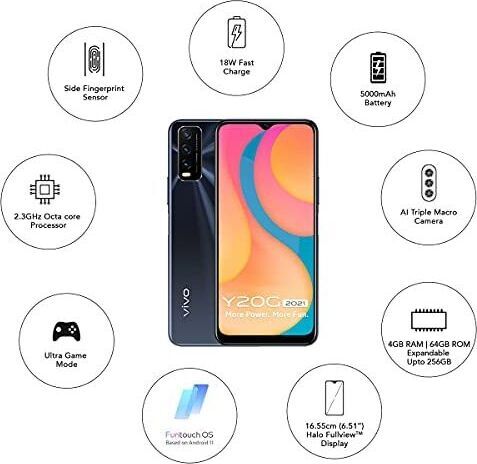 18W Fast
Charge
Side Fingerprint
Sensor
5000mAh
Battery
2.3GHz Octa core
Processor
AI Triple Macro
Camera
vivo
Y20G 2021
More Power. More Fun.
Ultra Game
Mode
4GB RAM | 64GB ROM
Expandable
Upto 256GB
Funtouch OS
Based on Android 11
16.55cm (6.51")
Halo Fullview™
Display